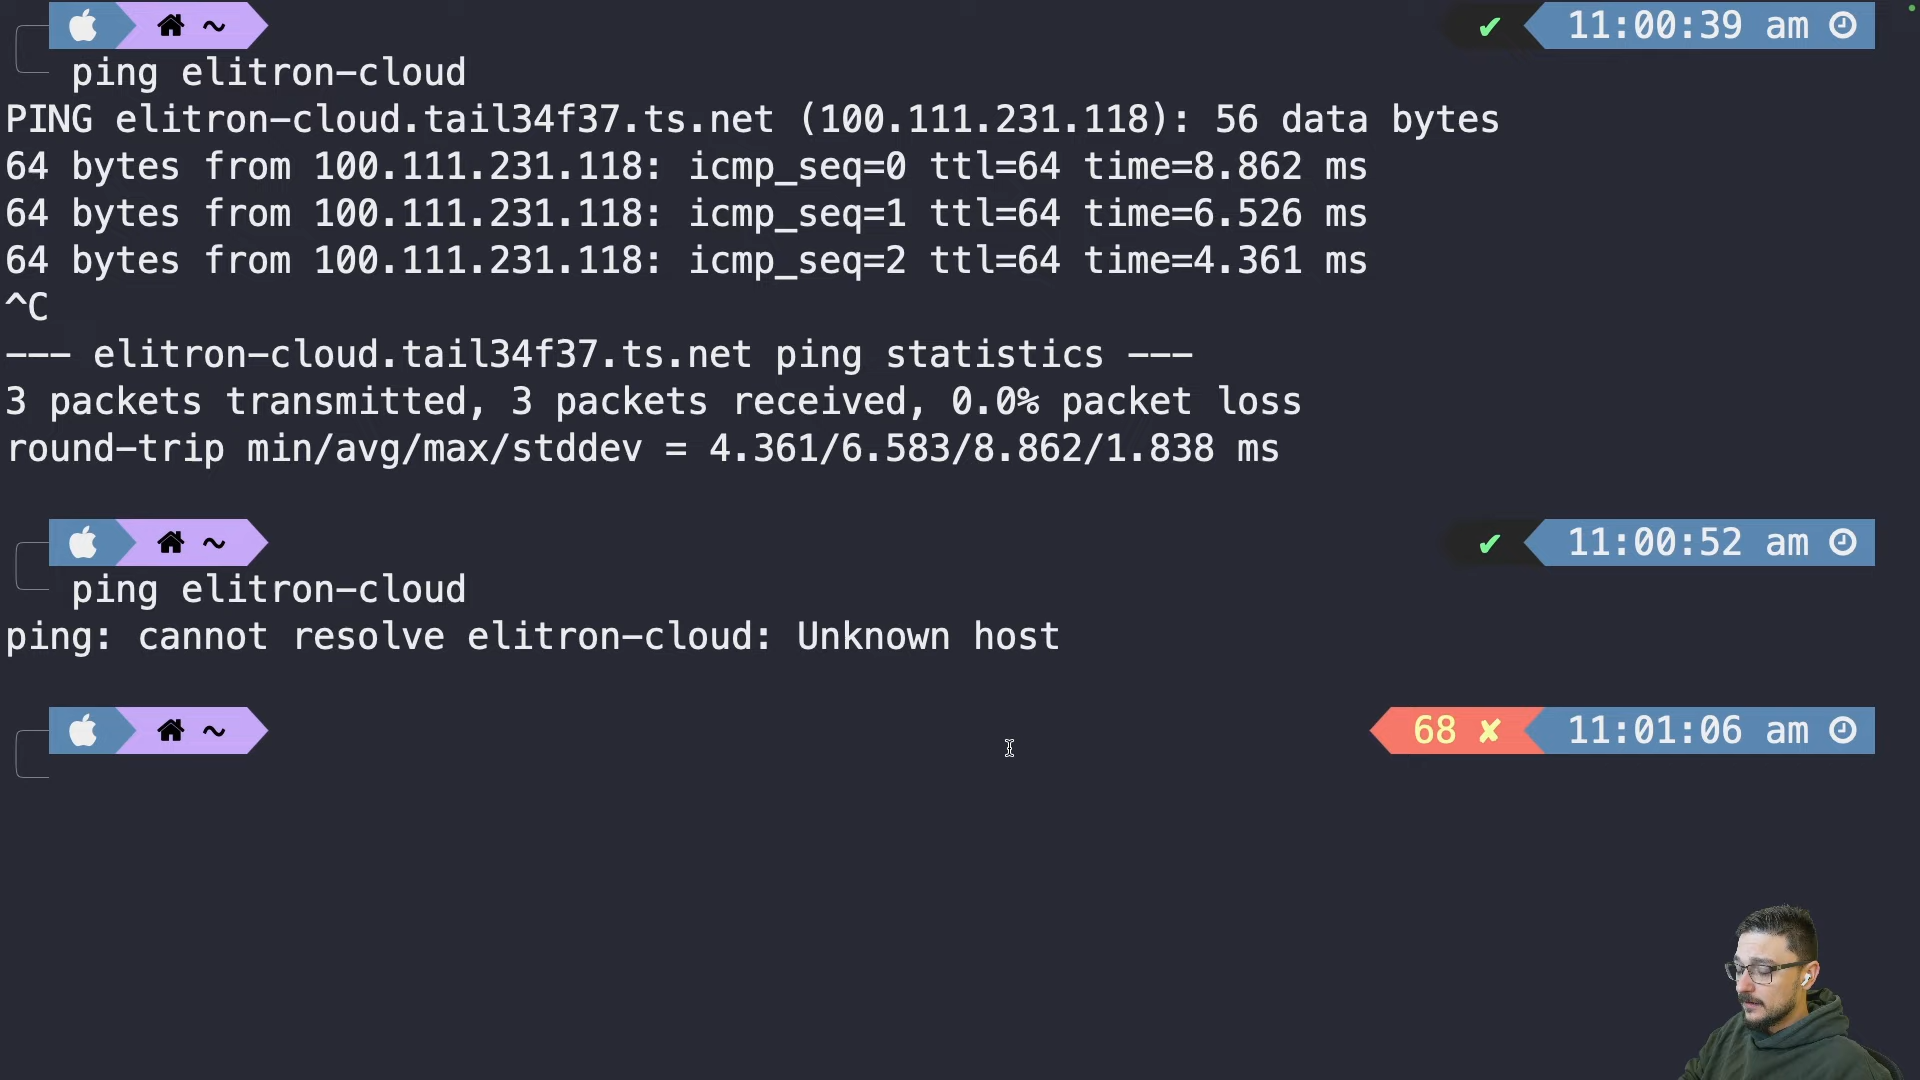 ~ ✔ 11:00:39 am
ping elitron-cloud
PING elitron-cloud.tail34f37.ts.net (100.111.231.118): 56 data bytes
64 bytes from 100.111.231.118: icmp_seq=0 ttl=64 time=8.862 ms
64 bytes from 100.111.231.118: icmp_seq=1 ttl=64 time=6.526 ms
64 bytes from 100.111.231.118: icmp_seq=2 ttl=64 time=4.361 ms
^C
--- elitron-cloud.tail34f37.ts.net ping statistics ---
3 packets transmitted, 3 packets received, 0.0% packet loss
round-trip min/avg/max/stddev = 4.361/6.583/8.862/1.838 ms
~ ✔ 11:00:52 am
ping elitron-cloud
ping: cannot resolve elitron-cloud: Unknown host
~ 68 ✘ 11:01:06 am